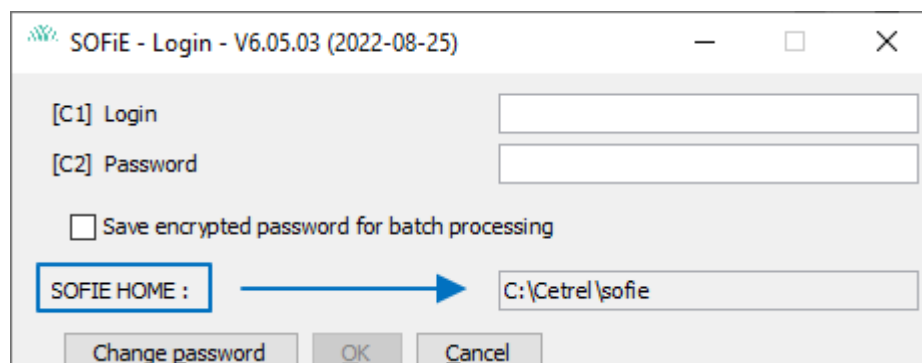 SOFiE - Login - V6.05.03 (2022-08-25)
[C1] Login
[C2] Password
Save encrypted password for batch processing
SOFIE HOME : C:\Cetrel\sofie
Change password OK Cancel